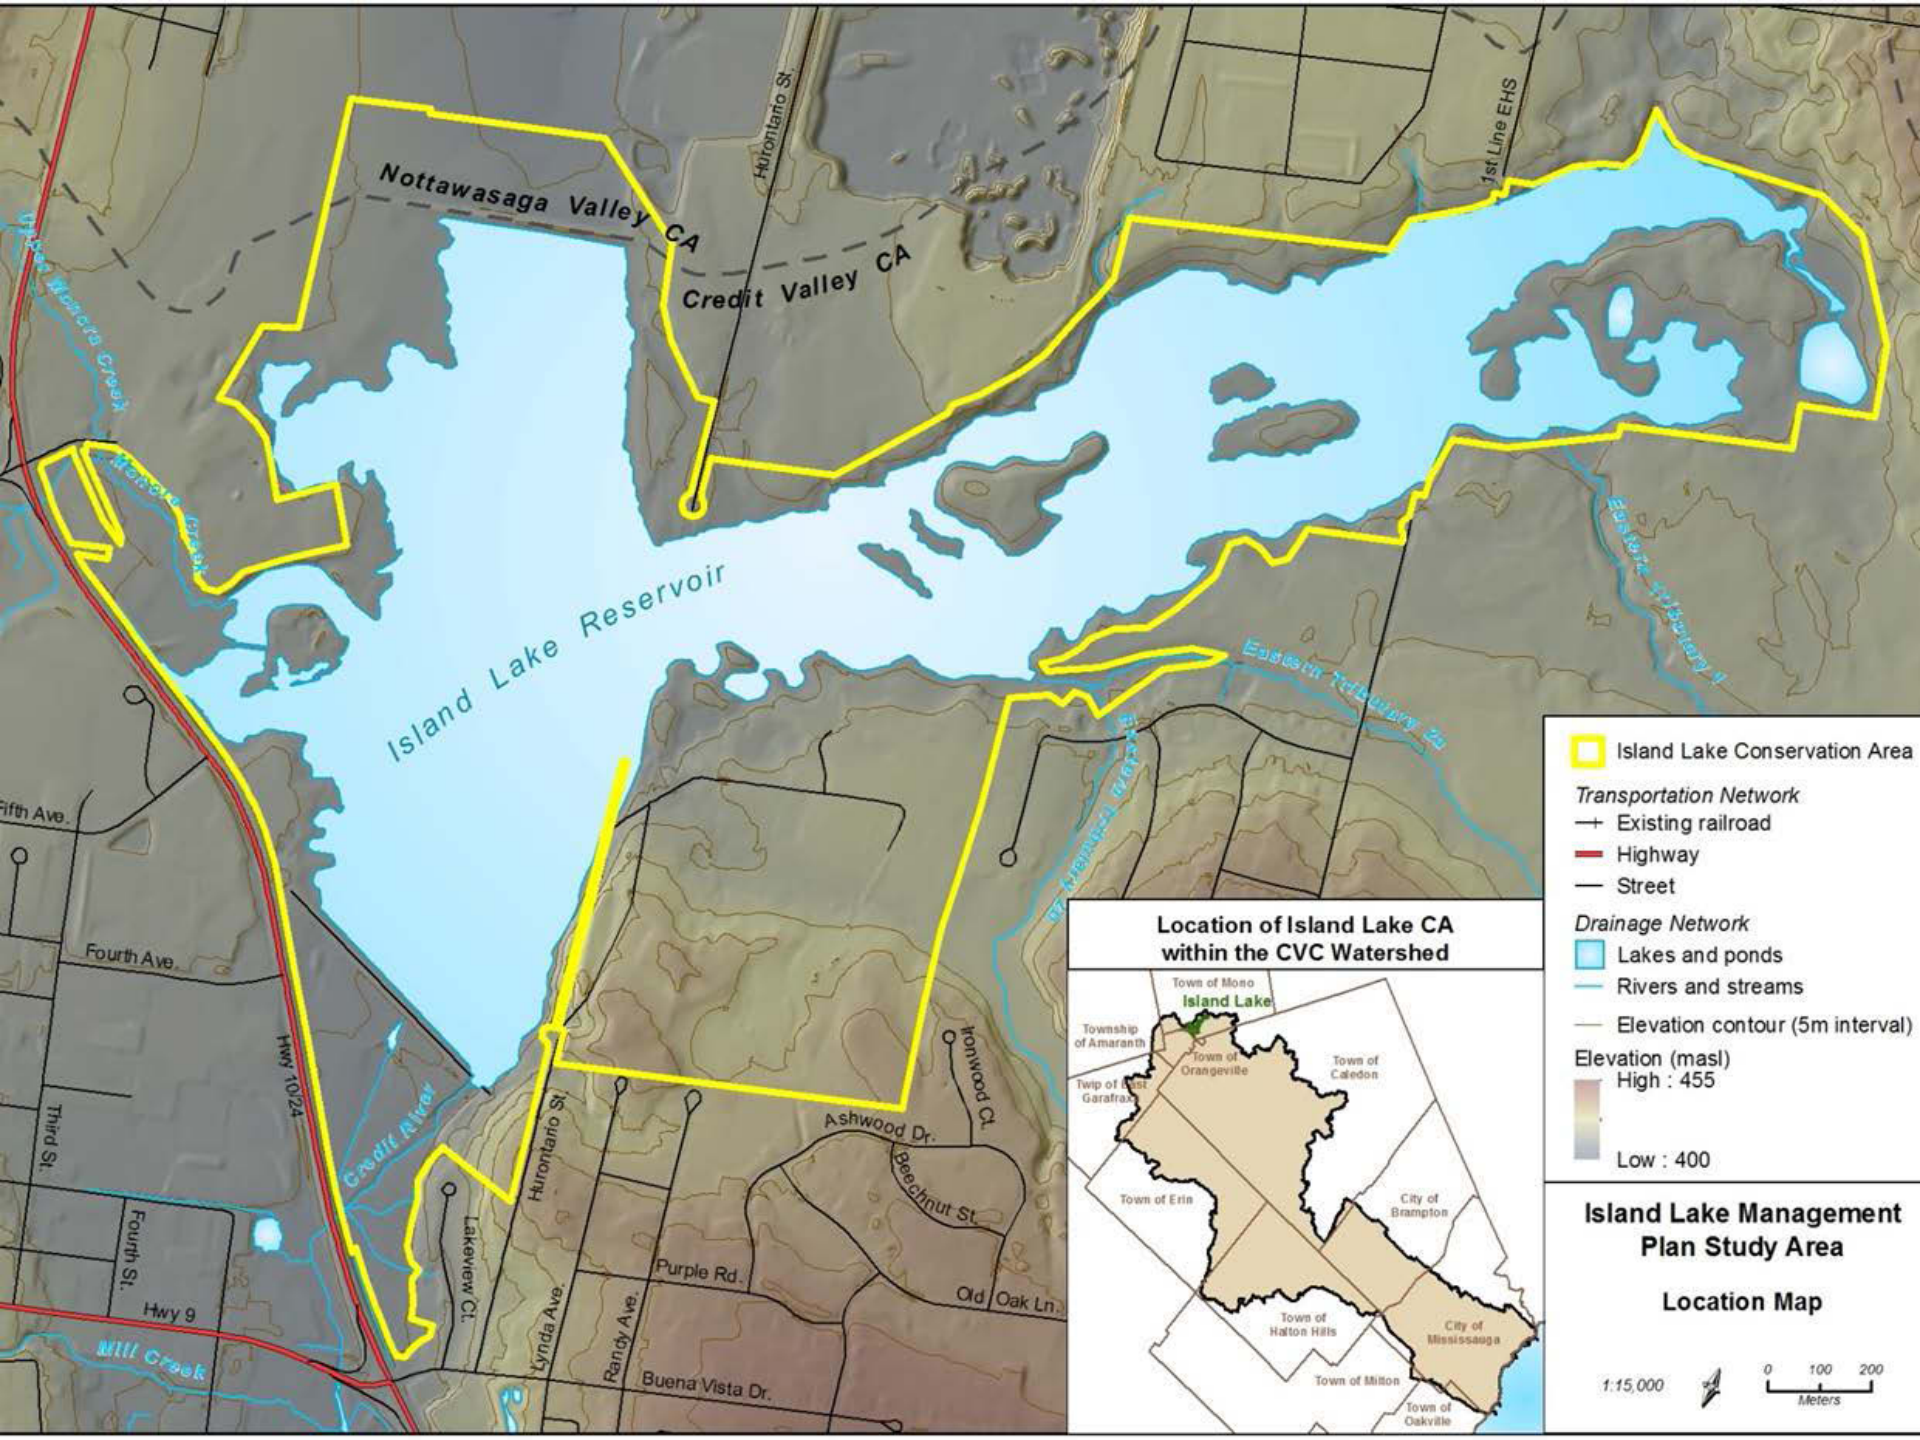 Hurontario St.
1st Line EHS
Nottawasaga Valley CA
Credit Valley CA
Upper Monora Creek
Monora Creek
Island Lake Reservoir
Eastern Tributary 1
Eastern Tributary 2a
Eastern Tributary 2b
Fifth Ave.
Fourth Ave.
Hwy 10/24
Third St.
Fourth St.
Credit River
Hurontario St.
Lakeview Ct.
Ironwood Ct.
Ashwood Dr.
Beechnut St.
Purple Rd.
Old Oak Ln.
Lynda Ave.
Randy Ave.
Buena Vista Dr.
Hwy 9
Mill Creek
Location of Island Lake CA
within the CVC Watershed
Town of Mono
Island Lake
Township
of Amaranth
Town of
Orangeville
Town of
Caledon
Twip of East
Garafraxa
Town of Erin
City of
Brampton
Town of
Halton Hills
City of
Mississauga
Town of Milton
Town of
Oakville
Island Lake Conservation Area
Transportation Network
Existing railroad
Highway
Street
Drainage Network
Lakes and ponds
Rivers and streams
Elevation contour (5m interval)
Elevation (masl)
High : 455
Low : 400
Island Lake Management
Plan Study Area
Location Map
1:15,000
0 100 200
Meters